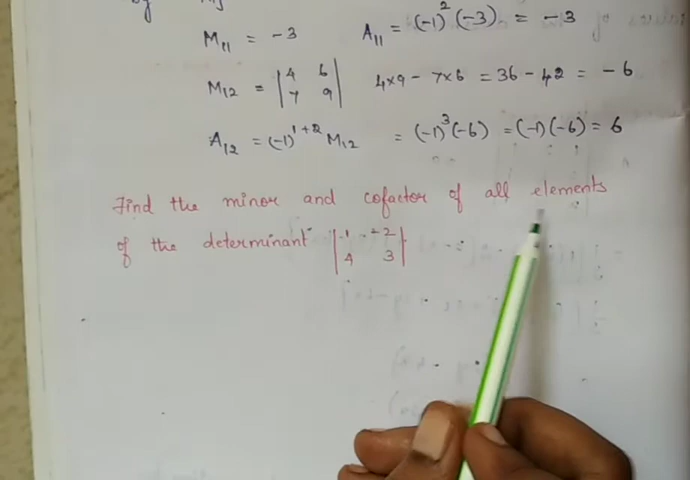 by M₁₁
M₁₁ = -3 A₁₁ = (-1)² (-3) = -3
M₁₂ = |4 6| 4×9 - 7×6 = 36 - 42 = -6
|7 9|
A₁₂ = (-1)¹⁺² M₁₂ = (-1)³ (-6) = (-1) (-6) = 6
Find the minor and cofactor of all elements
of the determinant |1 -2|
|4 3|